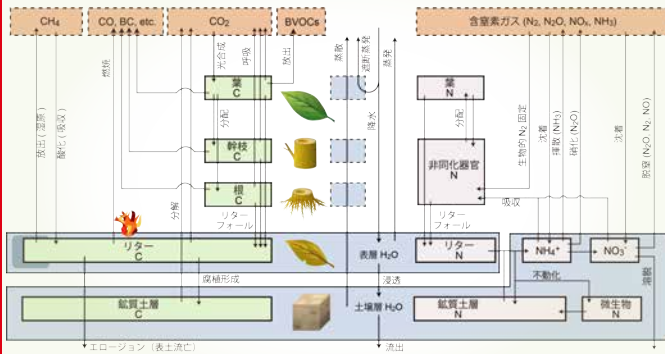 CH4
CO, BC, etc.
CO2
BVOCs
含窒素ガス (N2, N2O, NOx, NH3)
燃焼
光合成
呼吸
放出
蒸散
遮断蒸発
蒸発
葉
C
葉
N
放出 (湿原)
酸化 (吸収)
分配
降水
分配
生物的 N2 固定
沈着
揮散 (NH3)
硝化 (N2O)
沈着
脱窒 (N2O, N2, NO)
幹枝
C
非同化器官
N
根
C
吸収
分解
リター
フォール
リター
フォール
リター
C
表層 H2O
リター
N
NH4+
NO3-
腐植形成
浸透
不動化
溶脱
鉱質土層
C
土壌層 H2O
鉱質土層
N
微生物
N
エロージョン (表土流亡)
流出